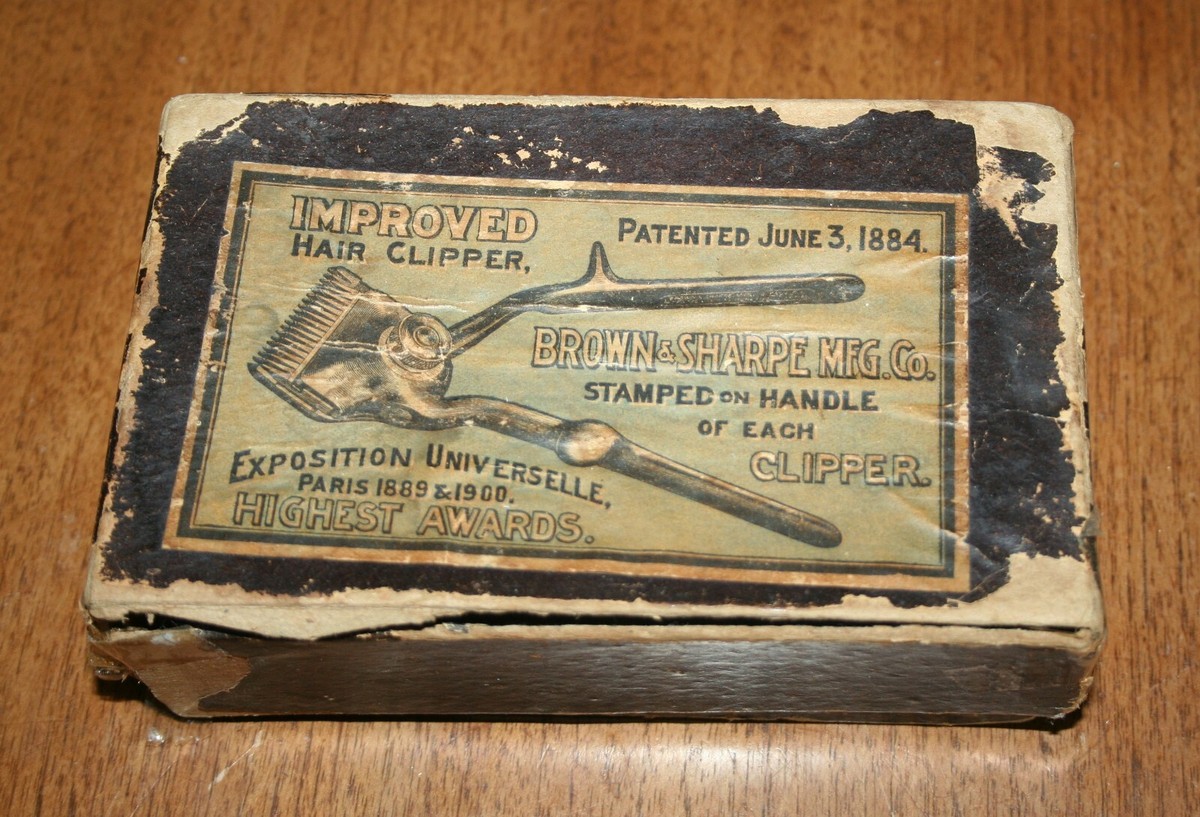 IMPROVED
HAIR CLIPPER,
PATENTED JUNE 3, 1884.
BROWN & SHARPE MFG. CO.
STAMPED ON HANDLE
OF EACH
CLIPPER.
EXPOSITION UNIVERSELLE,
PARIS 1889 & 1900.
HIGHEST AWARDS.